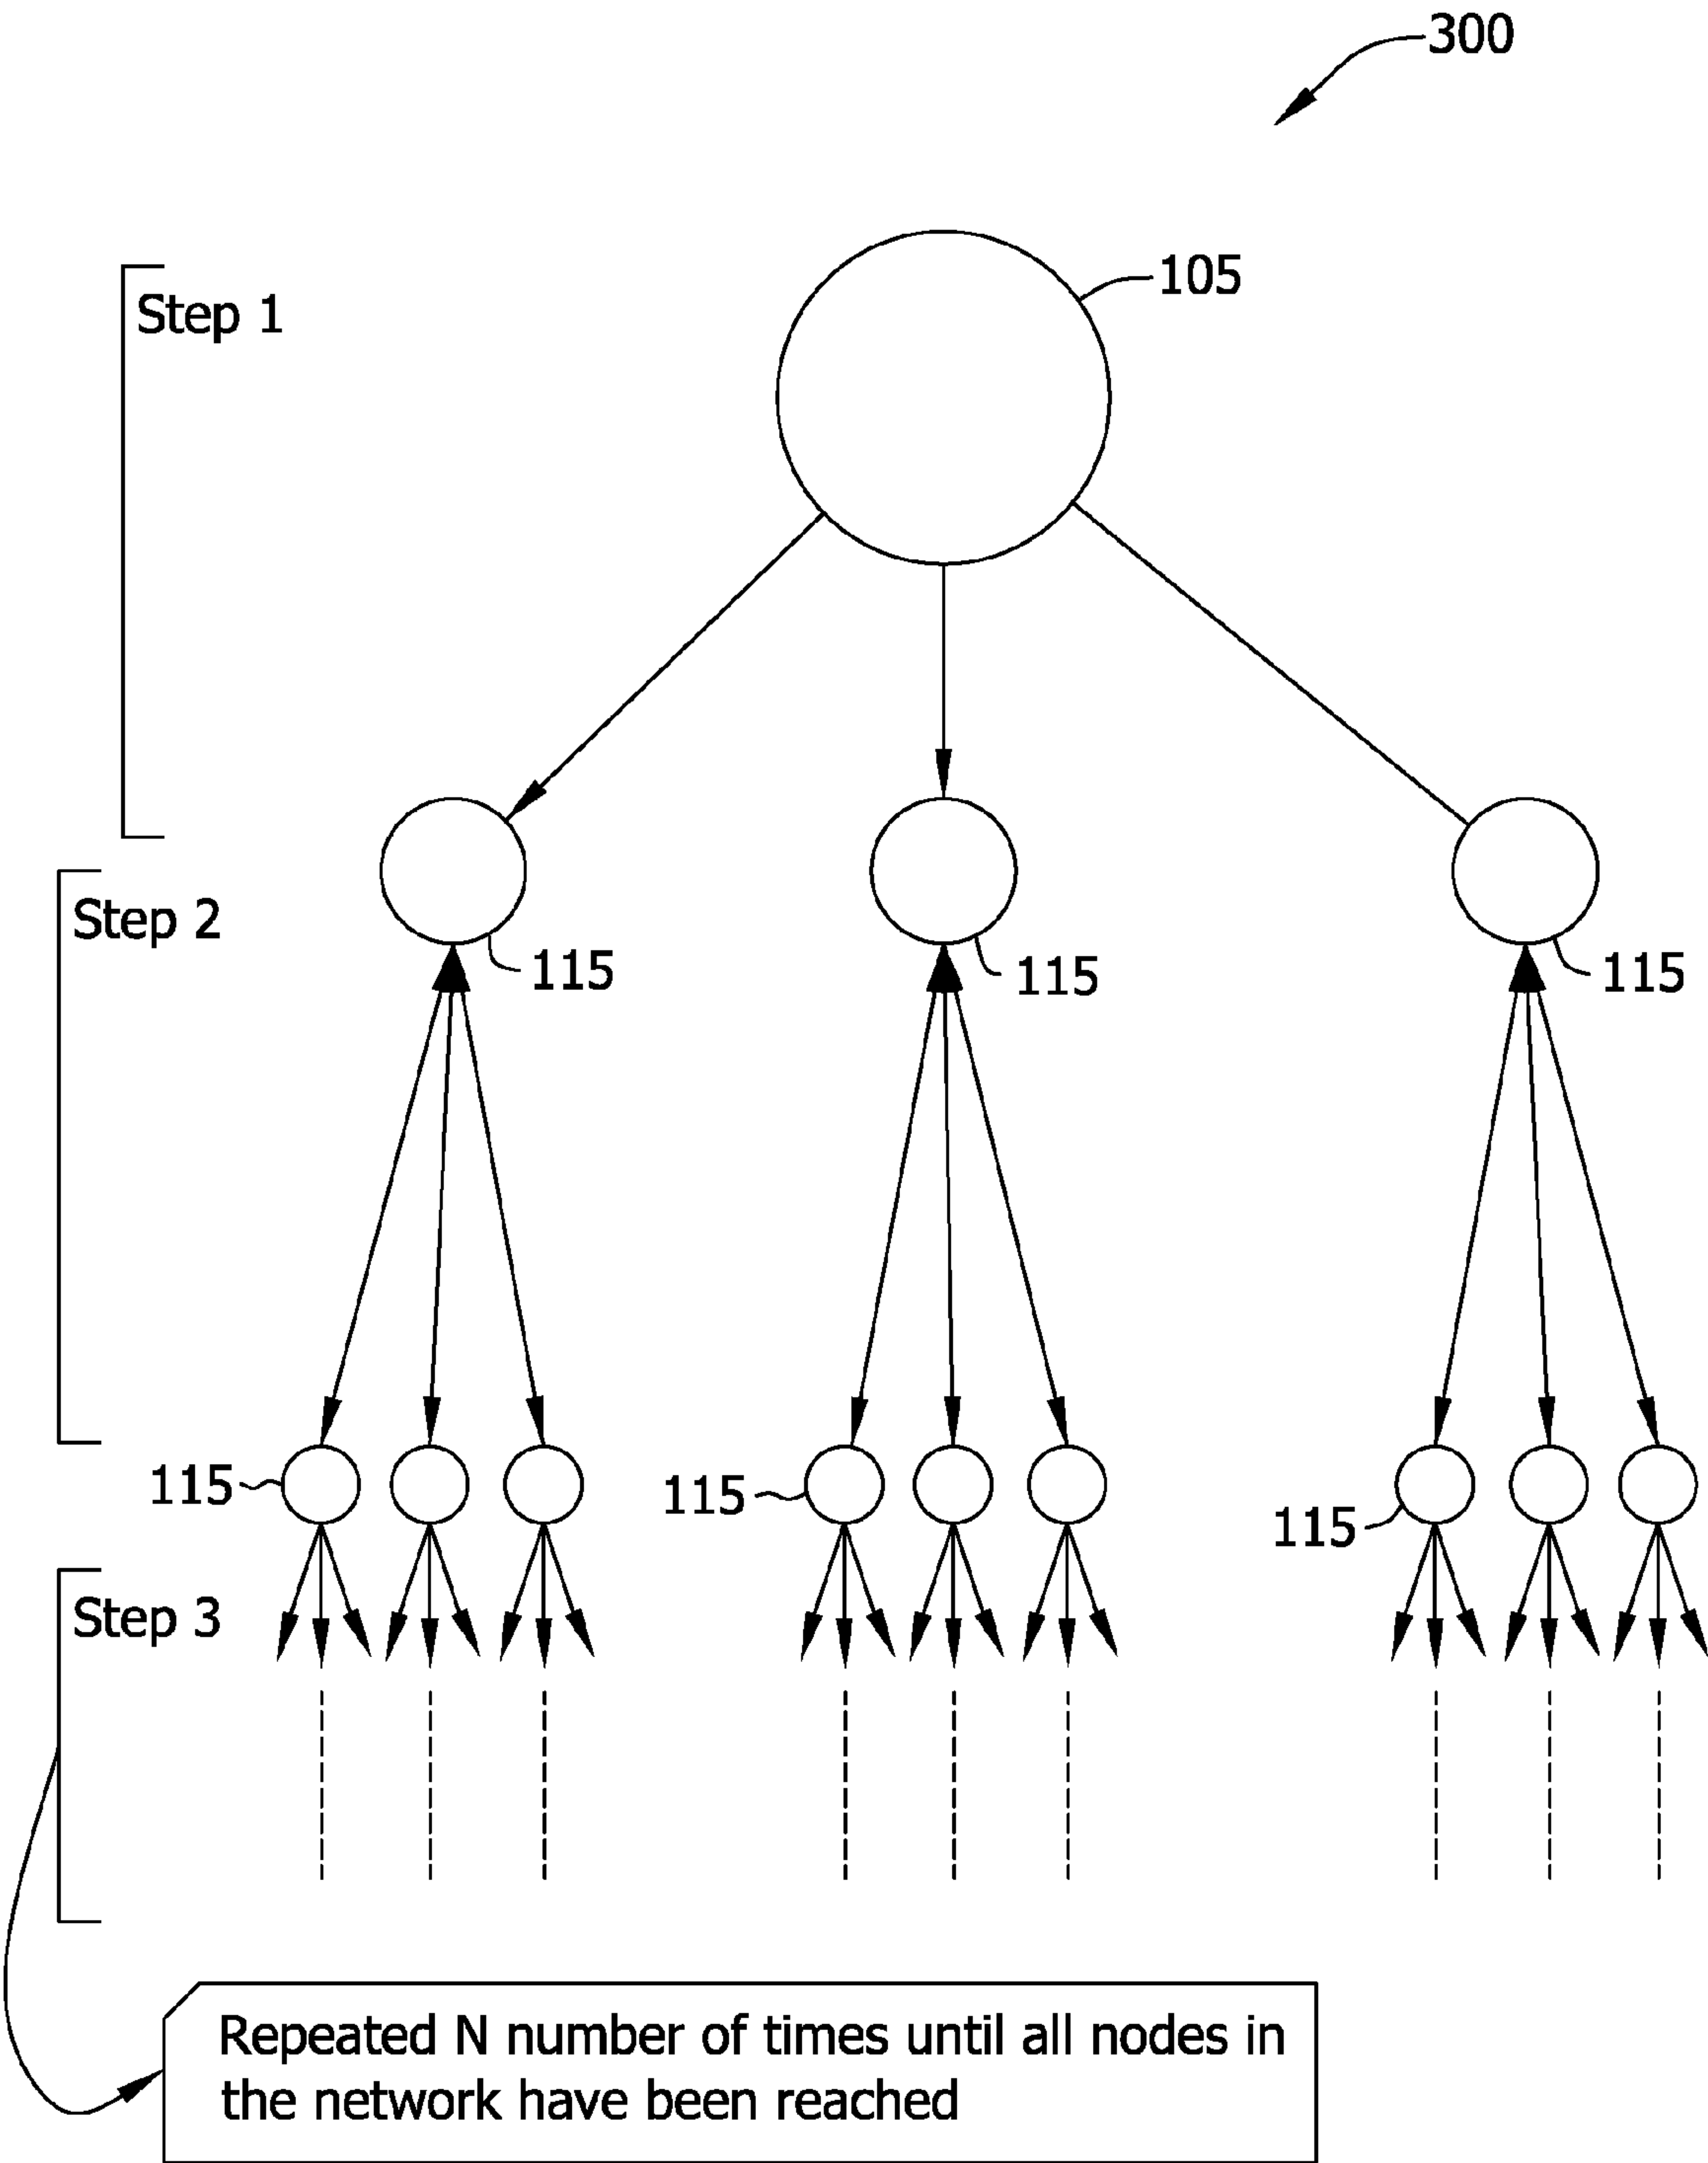 300
105
Step 1
Step 2
115
115
115
115
115
115
Step 3
Repeated N number of times until all nodes in
the network have been reached